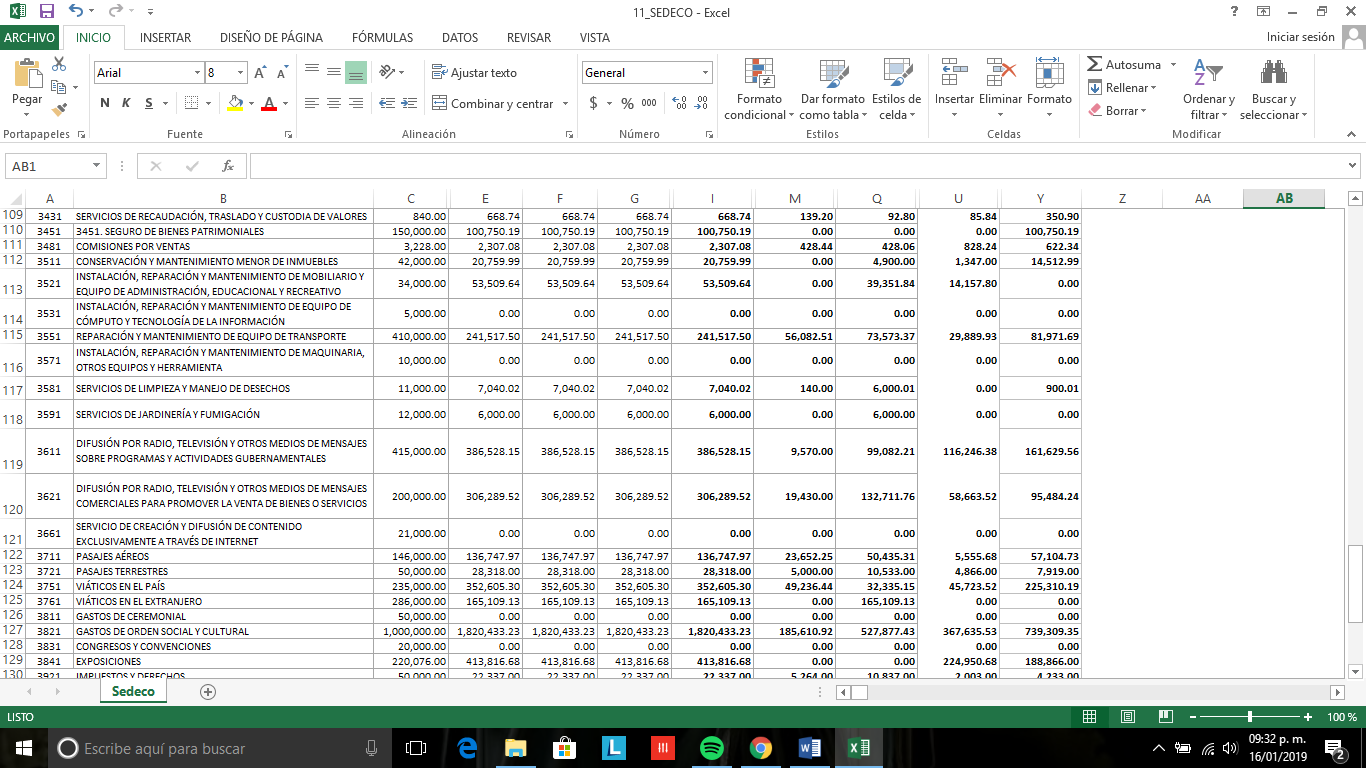 11_SEDECO - Excel
ARCHIVO INICIO INSERTAR DISEÑO DE PÁGINA FÓRMULAS DATOS REVISAR VISTA Iniciar sesión
Arial 8 Ajustar texto General Autosuma
Pegar Rellenar
N K S A Combinar y centrar $ % 000 Borrar
Formato condicional Dar formato como tabla Estilos de celda Insertar Eliminar Formato Ordenar y filtrar Buscar y seleccionar
Portapapeles Fuente Alineación Número Estilos Celdas Modificar
AB1 fx
A B C E F G I M Q U Y Z AA AB
109 3431 SERVICIOS DE RECAUDACIÓN, TRASLADO Y CUSTODIA DE VALORES 840.00 668.74 668.74 668.74 668.74 139.20 92.80 85.84 350.90
110 3451 3451. SEGURO DE BIENES PATRIMONIALES 150,000.00 100,750.19 100,750.19 100,750.19 100,750.19 0.00 0.00 0.00 100,750.19
111 3481 COMISIONES POR VENTAS 3,228.00 2,307.08 2,307.08 2,307.08 2,307.08 428.44 428.06 828.24 622.34
112 3511 CONSERVACIÓN Y MANTENIMIENTO MENOR DE INMUEBLES 42,000.00 20,759.99 20,759.99 20,759.99 20,759.99 0.00 4,900.00 1,347.00 14,512.99
INSTALACIÓN, REPARACIÓN Y MANTENIMIENTO DE MOBILIARIO Y
113 3521 EQUIPO DE ADMINISTRACIÓN, EDUCACIONAL Y RECREATIVO 34,000.00 53,509.64 53,509.64 53,509.64 53,509.64 0.00 39,351.84 14,157.80 0.00
INSTALACIÓN, REPARACIÓN Y MANTENIMIENTO DE EQUIPO DE
114 3531 CÓMPUTO Y TECNOLOGÍA DE LA INFORMACIÓN 5,000.00 0.00 0.00 0.00 0.00 0.00 0.00 0.00 0.00
115 3551 REPARACIÓN Y MANTENIMIENTO DE EQUIPO DE TRANSPORTE 410,000.00 241,517.50 241,517.50 241,517.50 241,517.50 56,082.51 73,573.37 29,889.93 81,971.69
INSTALACIÓN, REPARACIÓN Y MANTENIMIENTO DE MAQUINARIA,
116 3571 OTROS EQUIPOS Y HERRAMIENTA 10,000.00 0.00 0.00 0.00 0.00 0.00 0.00 0.00 0.00
117 3581 SERVICIOS DE LIMPIEZA Y MANEJO DE DESECHOS 11,000.00 7,040.02 7,040.02 7,040.02 7,040.02 140.00 6,000.01 0.00 900.01
118 3591 SERVICIOS DE JARDINERÍA Y FUMIGACIÓN 12,000.00 6,000.00 6,000.00 6,000.00 6,000.00 0.00 6,000.00 0.00 0.00
DIFUSIÓN POR RADIO, TELEVISIÓN Y OTROS MEDIOS DE MENSAJES
119 3611 SOBRE PROGRAMAS Y ACTIVIDADES GUBERNAMENTALES 415,000.00 386,528.15 386,528.15 386,528.15 386,528.15 9,570.00 99,082.21 116,246.38 161,629.56
DIFUSIÓN POR RADIO, TELEVISIÓN Y OTROS MEDIOS DE MENSAJES
120 3621 COMERCIALES PARA PROMOVER LA VENTA DE BIENES O SERVICIOS 200,000.00 306,289.52 306,289.52 306,289.52 306,289.52 19,430.00 132,711.76 58,663.52 95,484.24
SERVICIO DE CREACIÓN Y DIFUSIÓN DE CONTENIDO
121 3661 EXCLUSIVAMENTE A TRAVÉS DE INTERNET 21,000.00 0.00 0.00 0.00 0.00 0.00 0.00 0.00 0.00
122 3711 PASAJES AÉREOS 146,000.00 136,747.97 136,747.97 136,747.97 136,747.97 23,652.25 50,435.31 5,555.68 57,104.73
123 3721 PASAJES TERRESTRES 50,000.00 28,318.00 28,318.00 28,318.00 28,318.00 5,000.00 10,533.00 4,866.00 7,919.00
124 3751 VIÁTICOS EN EL PAÍS 235,000.00 352,605.30 352,605.30 352,605.30 352,605.30 49,236.44 32,335.15 45,723.52 225,310.19
125 3761 VIÁTICOS EN EL EXTRANJERO 286,000.00 165,109.13 165,109.13 165,109.13 165,109.13 0.00 165,109.13 0.00 0.00
126 3811 GASTOS DE CEREMONIAL 50,000.00 0.00 0.00 0.00 0.00 0.00 0.00 0.00 0.00
127 3821 GASTOS DE ORDEN SOCIAL Y CULTURAL 1,000,000.00 1,820,433.23 1,820,433.23 1,820,433.23 1,820,433.23 185,610.92 527,877.43 367,635.53 739,309.35
128 3831 CONGRESOS Y CONVENCIONES 20,000.00 0.00 0.00 0.00 0.00 0.00 0.00 0.00 0.00
129 3841 EXPOSICIONES 220,076.00 413,816.68 413,816.68 413,816.68 413,816.68 0.00 0.00 224,950.68 188,866.00
130 3921 IMPUESTOS Y DERECHOS 50,000.00 22,337.00 22,337.00 22,337.00 22,337.00 5,264.00 10,837.00 2,003.00 4,233.00
Sedeco
LISTO 100 %
Escribe aquí para buscar
09:32 p. m.
16/01/2019
2